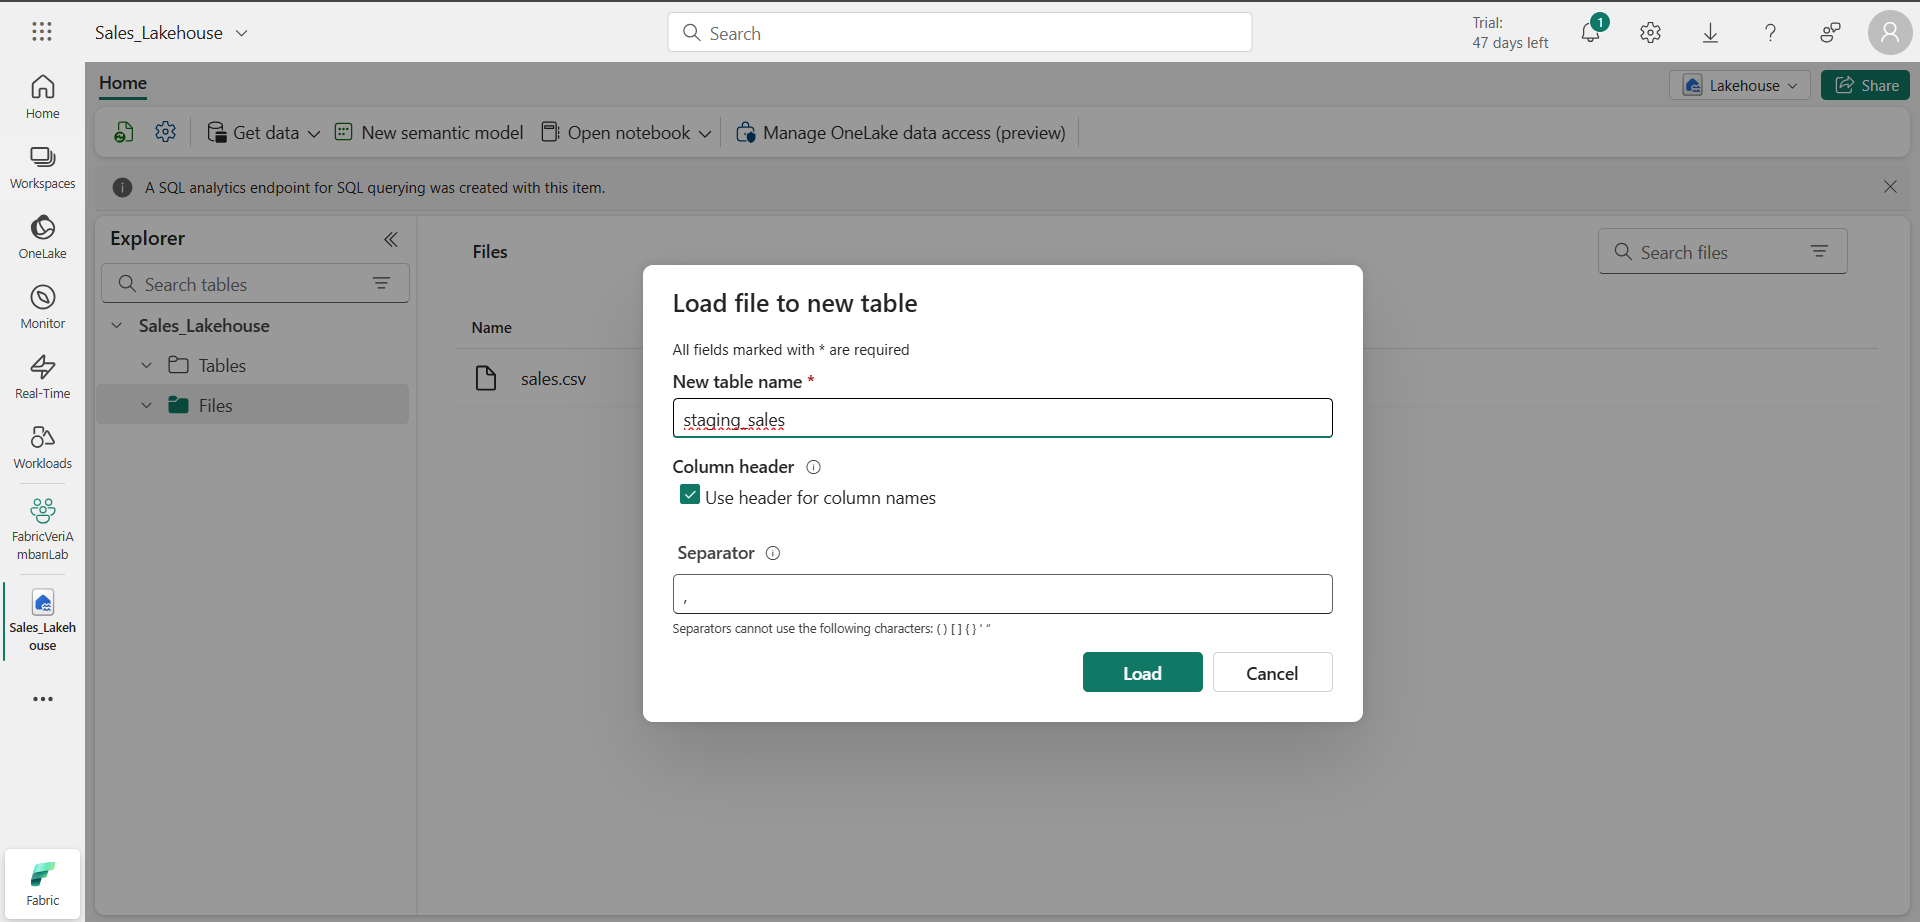 Sales_Lakehouse
Search
Trial:
47 days left
1
Home
Workspaces
OneLake
Monitor
Real-Time
Workloads
FabricVeriA
mbarıLab
Sales_Lakeh
ouse
Fabric
Home
Lakehouse
Share
Get data
New semantic model
Open notebook
Manage OneLake data access (preview)
A SQL analytics endpoint for SQL querying was created with this item.
Explorer
Search tables
Sales_Lakehouse
Tables
Files
Files
Search files
Name
sales.csv
Load file to new table
All fields marked with * are required
New table name *
staging_sales
Column header
Use header for column names
Separator
,
Separators cannot use the following characters: ( ) [ ] { } ' "
Load
Cancel